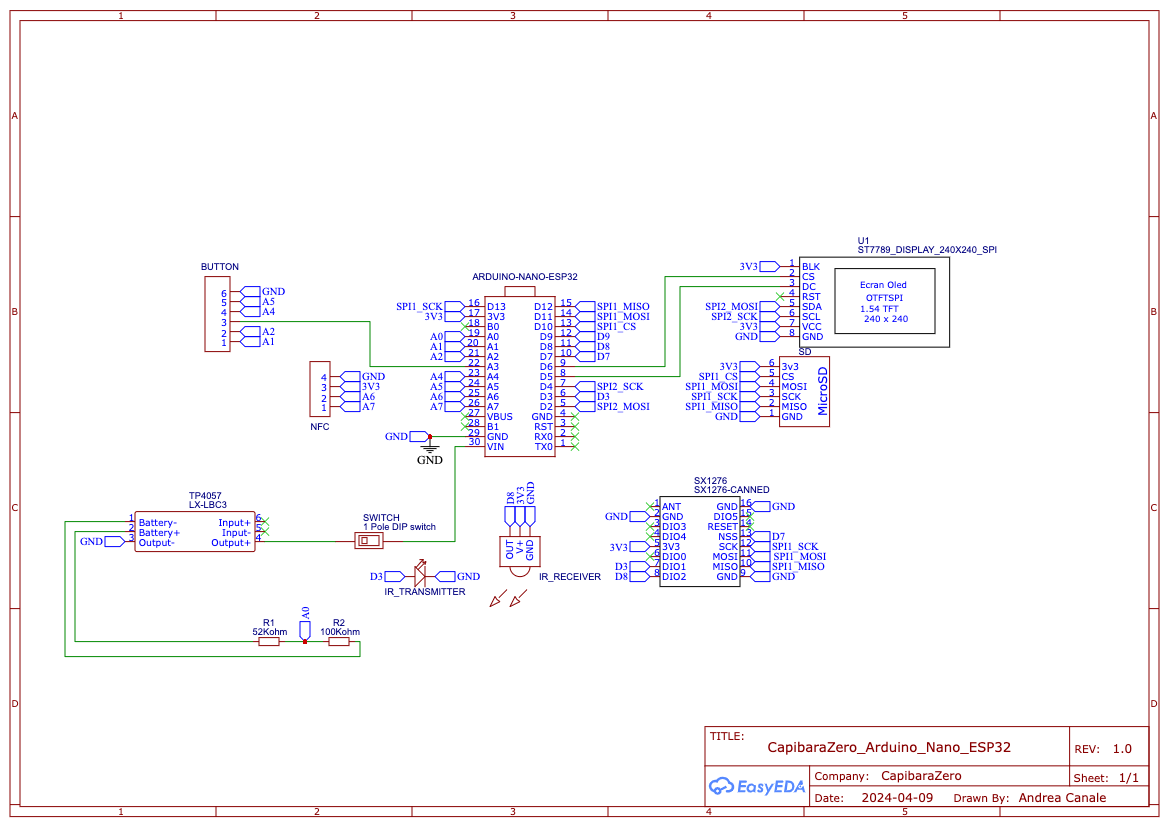 1 2 3 4 5
A A
B B
C C
D D
1 2 3 4 5
BUTTON
6 GND
5 A5
4 A4
3
2 A2
1 A1
NFC
4 GND
3 3V3
2 A6
1 A7
ARDUINO-NANO-ESP32
SPI1_SCK 16 D13 D12 15 SPI1_MISO
3V3 17 3V3 D11 14 SPI1_MOSI
18 B0 D10 13 SPI1_CS
A0 19 A0 D9 12 D9
A1 20 A1 D8 11 D8
A2 21 A2 D7 10 D7
22 A3 D6 9
A4 23 A4 D5 8
A5 24 A5 D4 7 SPI2_SCK
A6 25 A6 D3 6 D3
A7 26 A7 D2 5 SPI2_MOSI
27 VBUS GND 4
28 B1 RST 3
GND 29 GND RX0 2
30 VIN TX0 1
GND
U1
ST7789_DISPLAY_240X240_SPI
3V3 1 BLK
2 CS
3 DC
4 RST
SPI2_MOSI 5 SDA
SPI2_SCK 6 SCL
3V3 7 VCC
GND 8 GND
Ecran Oled
OTFTSPI
1.54 TFT
240 x 240
SD
3V3 6 3v3
SPI1_CS 5 CS
SPI1_MOSI 4 MOSI
SPI1_SCK 3 SCK
SPI1_MISO 2 MISO
GND 1 GND
MicroSD
TP4057
LX-LBC3
1 Battery- Input+ 6
2 Battery+ Input- 5
GND 3 Output- Output+ 4
SWITCH
1 Pole DIP switch
D3 GND
IR_TRANSMITTER
D8 3V3 GND
OUT V+ GND
IR_RECEIVER
SX1276
SX1276-CANNED
1 ANT GND 16 GND
GND 2 GND DIO5 15
3 DIO3 RESET 14
4 DIO4 NSS 13 D7
3V3 5 3V3 SCK 12 SPI1_SCK
6 DIO0 MOSI 11 SPI1_MOSI
D3 7 DIO1 MISO 10 SPI1_MISO
D8 8 DIO2 GND 9 GND
A0
R1
52Kohm
R2
100Kohm
TITLE:
CapibaraZero_Arduino_Nano_ESP32
REV: 1.0
EasyEDA
Company: CapibaraZero
Sheet: 1/1
Date: 2024-04-09 Drawn By: Andrea Canale